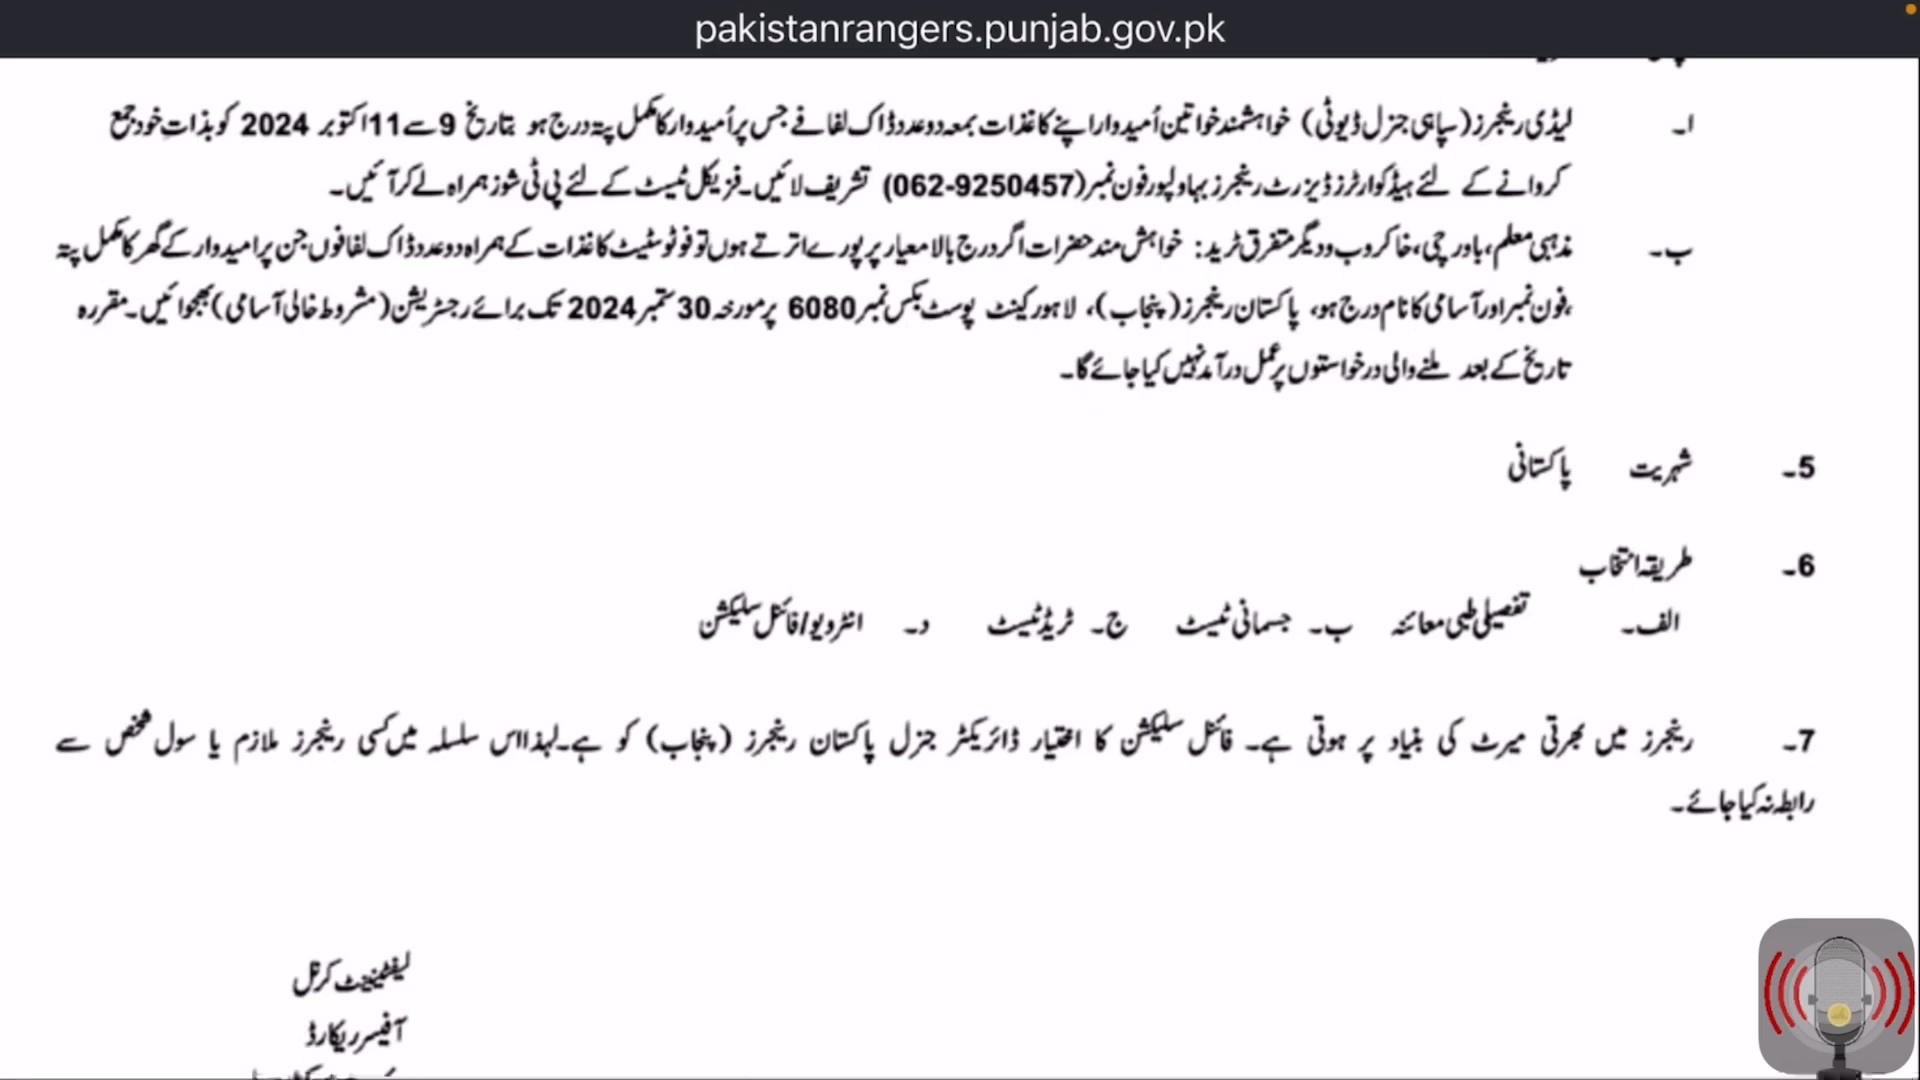 pakistanrangers.punjab.gov.pk
ا۔ لیڈی رینجرز (سپاہی جنرل ڈیوٹی) خواہشمند خواتین اُمیدوار اپنے کاغذات بمعہ دو عدد ڈاک لفافے جس پر اُمیدوار کا مکمل پتہ درج ہو بتاریخ 9 سے 11 اکتوبر 2024 کو بذات خود جمع
کروانے کے لئے ہیڈ کوارٹرز ڈیزرٹ رینجرز بہاولپور فون نمبر (062-9250457) تشریف لائیں۔ فزیکل ٹیسٹ کے لئے پی ٹی شوز ہمراہ لے کر آئیں۔
ب۔ مذہبی معلم، باورچی، خاکروب و دیگر متفرق ٹریڈ: خواہش مند حضرات اگر درج بالا معیار پر پورے اترتے ہوں تو فوٹو سٹیٹ کاغذات کے ہمراہ دو عدد ڈاک لفافوں جن پر امیدوار کے گھر کا مکمل پتہ
،فون نمبر اور آسامی کا نام درج ہو، پاکستان رینجرز (پنجاب)، لاہور کینٹ پوسٹ بکس نمبر 6080 پر مورخہ 30 ستمبر 2024 تک برائے رجسٹریشن (مشروط خالی آسامی) بھجوائیں۔ مقررہ
تاریخ کے بعد ملنے والی درخواستوں پر عمل درآمد نہیں کیا جائے گا۔
5۔ شہریت پاکستانی
6۔ طریقہ انتخاب
الف۔ تفصیلی طبی معائنہ ب۔ جسمانی ٹیسٹ ج۔ ٹریڈ ٹیسٹ د۔ انٹرویو/فائنل سلیکشن
7۔ رینجرز میں بھرتی میرٹ کی بنیاد پر ہوتی ہے۔ فائنل سلیکشن کا اختیار ڈائریکٹر جنرل پاکستان رینجرز (پنجاب) کو ہے۔لہذا اس سلسلہ میں کسی رینجرز ملازم یا سول شخص سے
رابطہ نہ کیا جائے۔
لیفٹیننٹ کرنل
آفیسر ریکارڈ